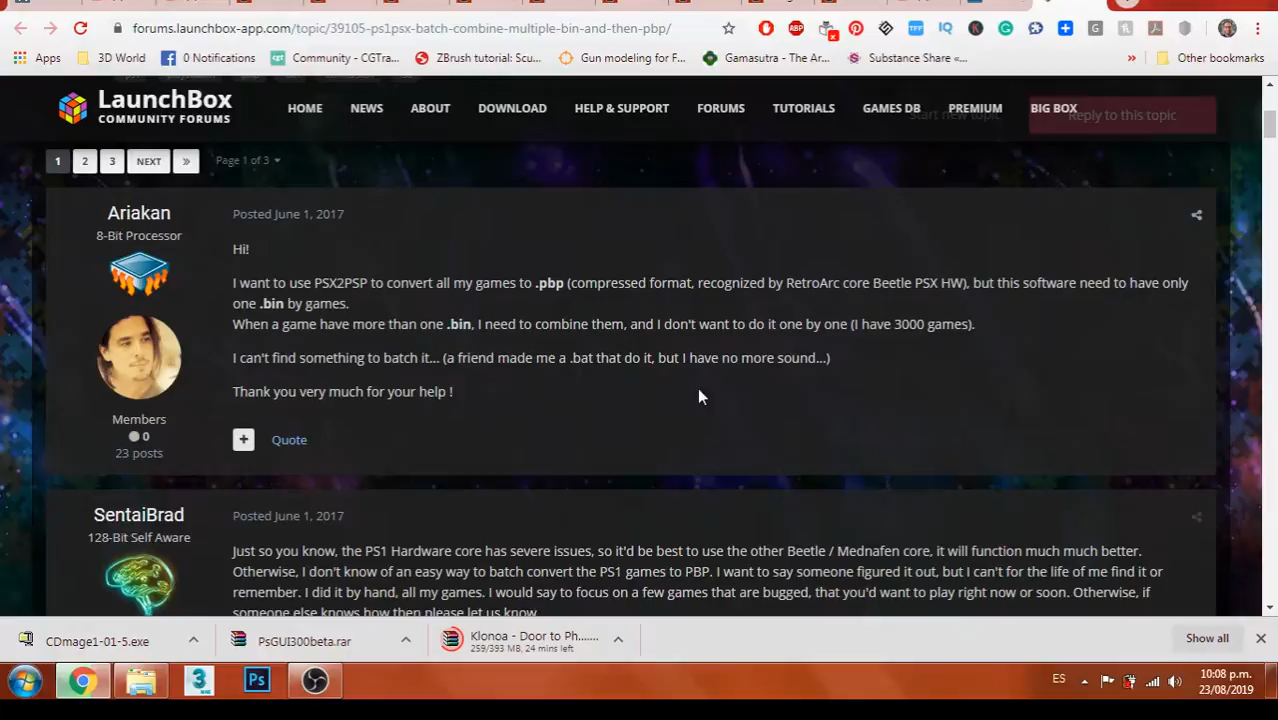 forums.launchbox-app.com/topic/39105-ps1psx-batch-combine-multiple-bin-and-then-pbp/
Apps 3D World 0 Notifications Community - CGTra... ZBrush tutorial: Scu... Gun modeling for F... Gamasutra - The Ar... Substance Share «... » Other bookmarks
LaunchBox
COMMUNITY FORUMS
HOME NEWS ABOUT DOWNLOAD HELP & SUPPORT FORUMS TUTORIALS GAMES DB PREMIUM BIG BOX
Start new topic Reply to this topic
1 2 3 NEXT » Page 1 of 3
Ariakan
8-Bit Processor
Members
0
23 posts
Posted June 1, 2017
Hi!
I want to use PSX2PSP to convert all my games to .pbp (compressed format, recognized by RetroArc core Beetle PSX HW), but this software need to have only
one .bin by games.
When a game have more than one .bin, I need to combine them, and I don't want to do it one by one (I have 3000 games).
I can't find something to batch it... (a friend made me a .bat that do it, but I have no more sound...)
Thank you very much for your help !
+ Quote
SentaiBrad
128-Bit Self Aware
Posted June 1, 2017
Just so you know, the PS1 Hardware core has severe issues, so it'd be best to use the other Beetle / Mednafen core, it will function much much better.
Otherwise, I don't know of an easy way to batch convert the PS1 games to PBP. I want to say someone figured it out, but I can't for the life of me find it or
remember. I did it by hand, all my games. I would say to focus on a few games that are bugged, that you'd want to play right now or soon. Otherwise, if
someone else knows how then please let us know.
CDmage1-01-5.exe
PsGUI300beta.rar
Klonoa - Door to Ph......
259/393 MB, 24 mins left
Show all
Ps
ES
10:08 p.m.
23/08/2019